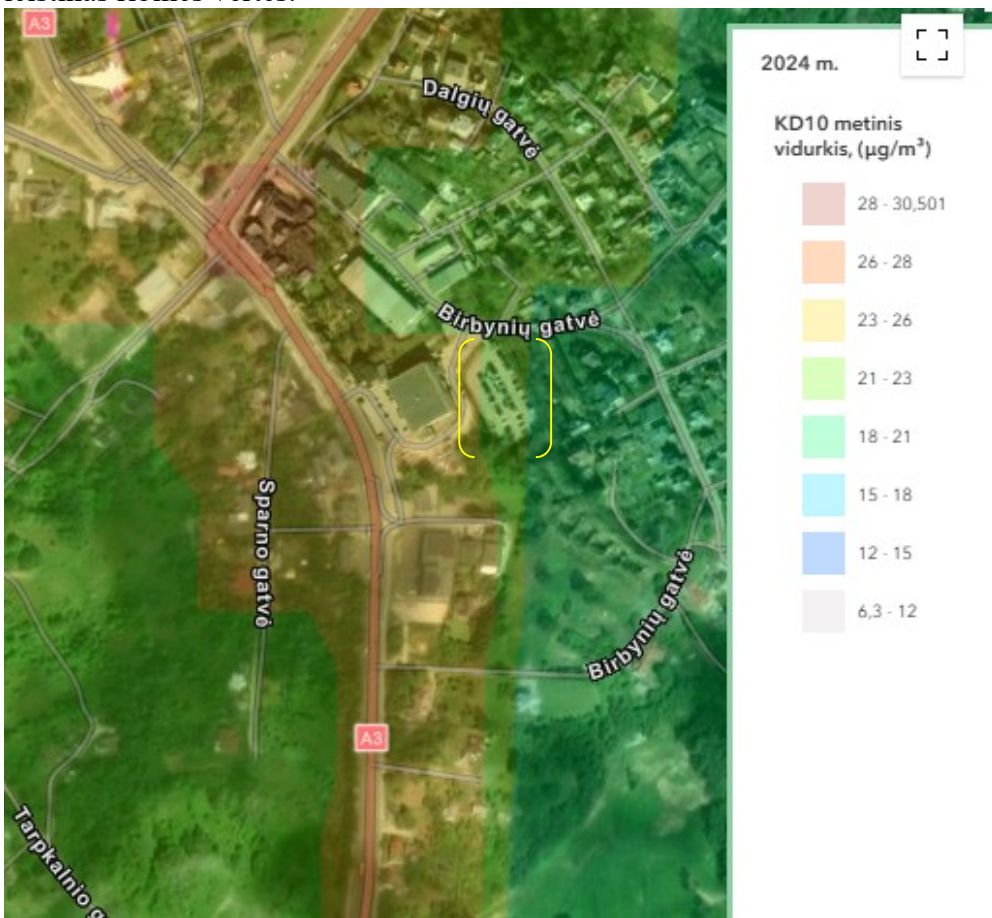 A3
Dalgių gatvė
Birbynių gatvė
Sparno gatvė
Birbynių gatvė
A3
Tarpkalnio g
2024 m.
KD10 metinis
vidurkis, (µg/m³)
28 - 30,501
26 - 28
23 - 26
21 - 23
18 - 21
15 - 18
12 - 15
6,3 - 12